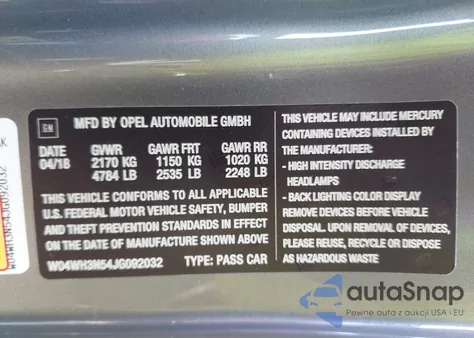 GM
MFD BY OPEL AUTOMOBILE GMBH
DATE GVWR GAWR FRT GAWR RR
04/18 2170 KG 1150 KG 1020 KG
4784 LB 2535 LB 2248 LB
THIS VEHICLE CONFORMS TO ALL APPLICABLE
U.S. FEDERAL MOTOR VEHICLE SAFETY, BUMPER
AND THEFT PREVENTION STANDARDS IN EFFECT
ON THE DATE OF MANUFACTURE SHOWN ABOVE.
W04WH3N54JG092032 TYPE: PASS CAR
THIS VEHICLE MAY INCLUDE MERCURY
CONTAINING DEVICES INSTALLED BY
THE MANUFACTURER:
- HIGH INTENSITY DISCHARGE
HEADLAMPS
- BACK LIGHTING COLOR DISPLAY
REMOVE DEVICES BEFORE VEHICLE
DISPOSAL. UPON REMOVAL OF DEVICES,
PLEASE REUSE, RECYCLE OR DISPOSE
AS HAZARDOUS WASTE
W04WH3N54JG092032
autoSnap
Pewny zakup auta z aukcji USA